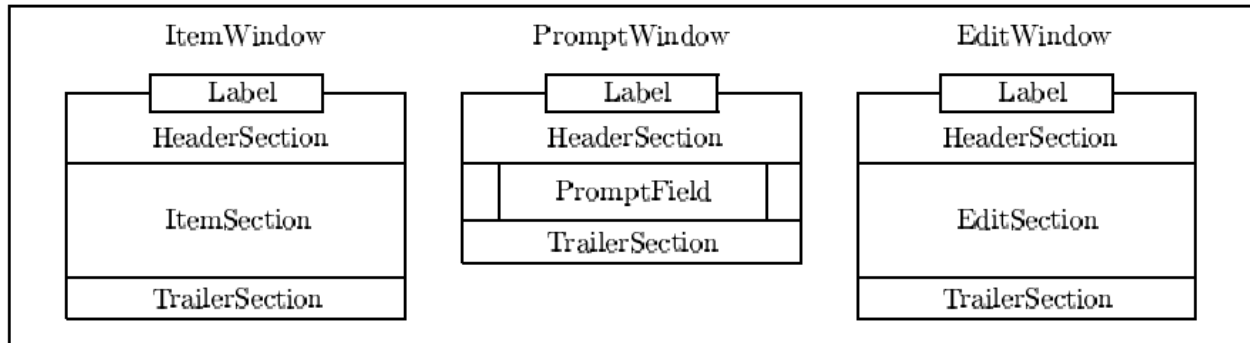 ItemWindow PromptWindow EditWindow
Label Label Label
HeaderSection HeaderSection HeaderSection
ItemSection PromptField EditSection
TrailerSection
TrailerSection TrailerSection